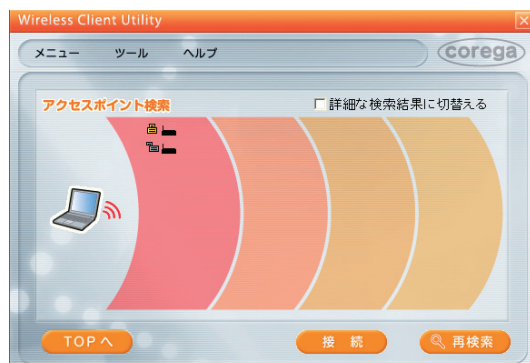 Wireless Client Utility
メニュー ツール ヘルプ corega
アクセスポイント検索 詳細な検索結果に切替える
TOPへ 接 続 再検索